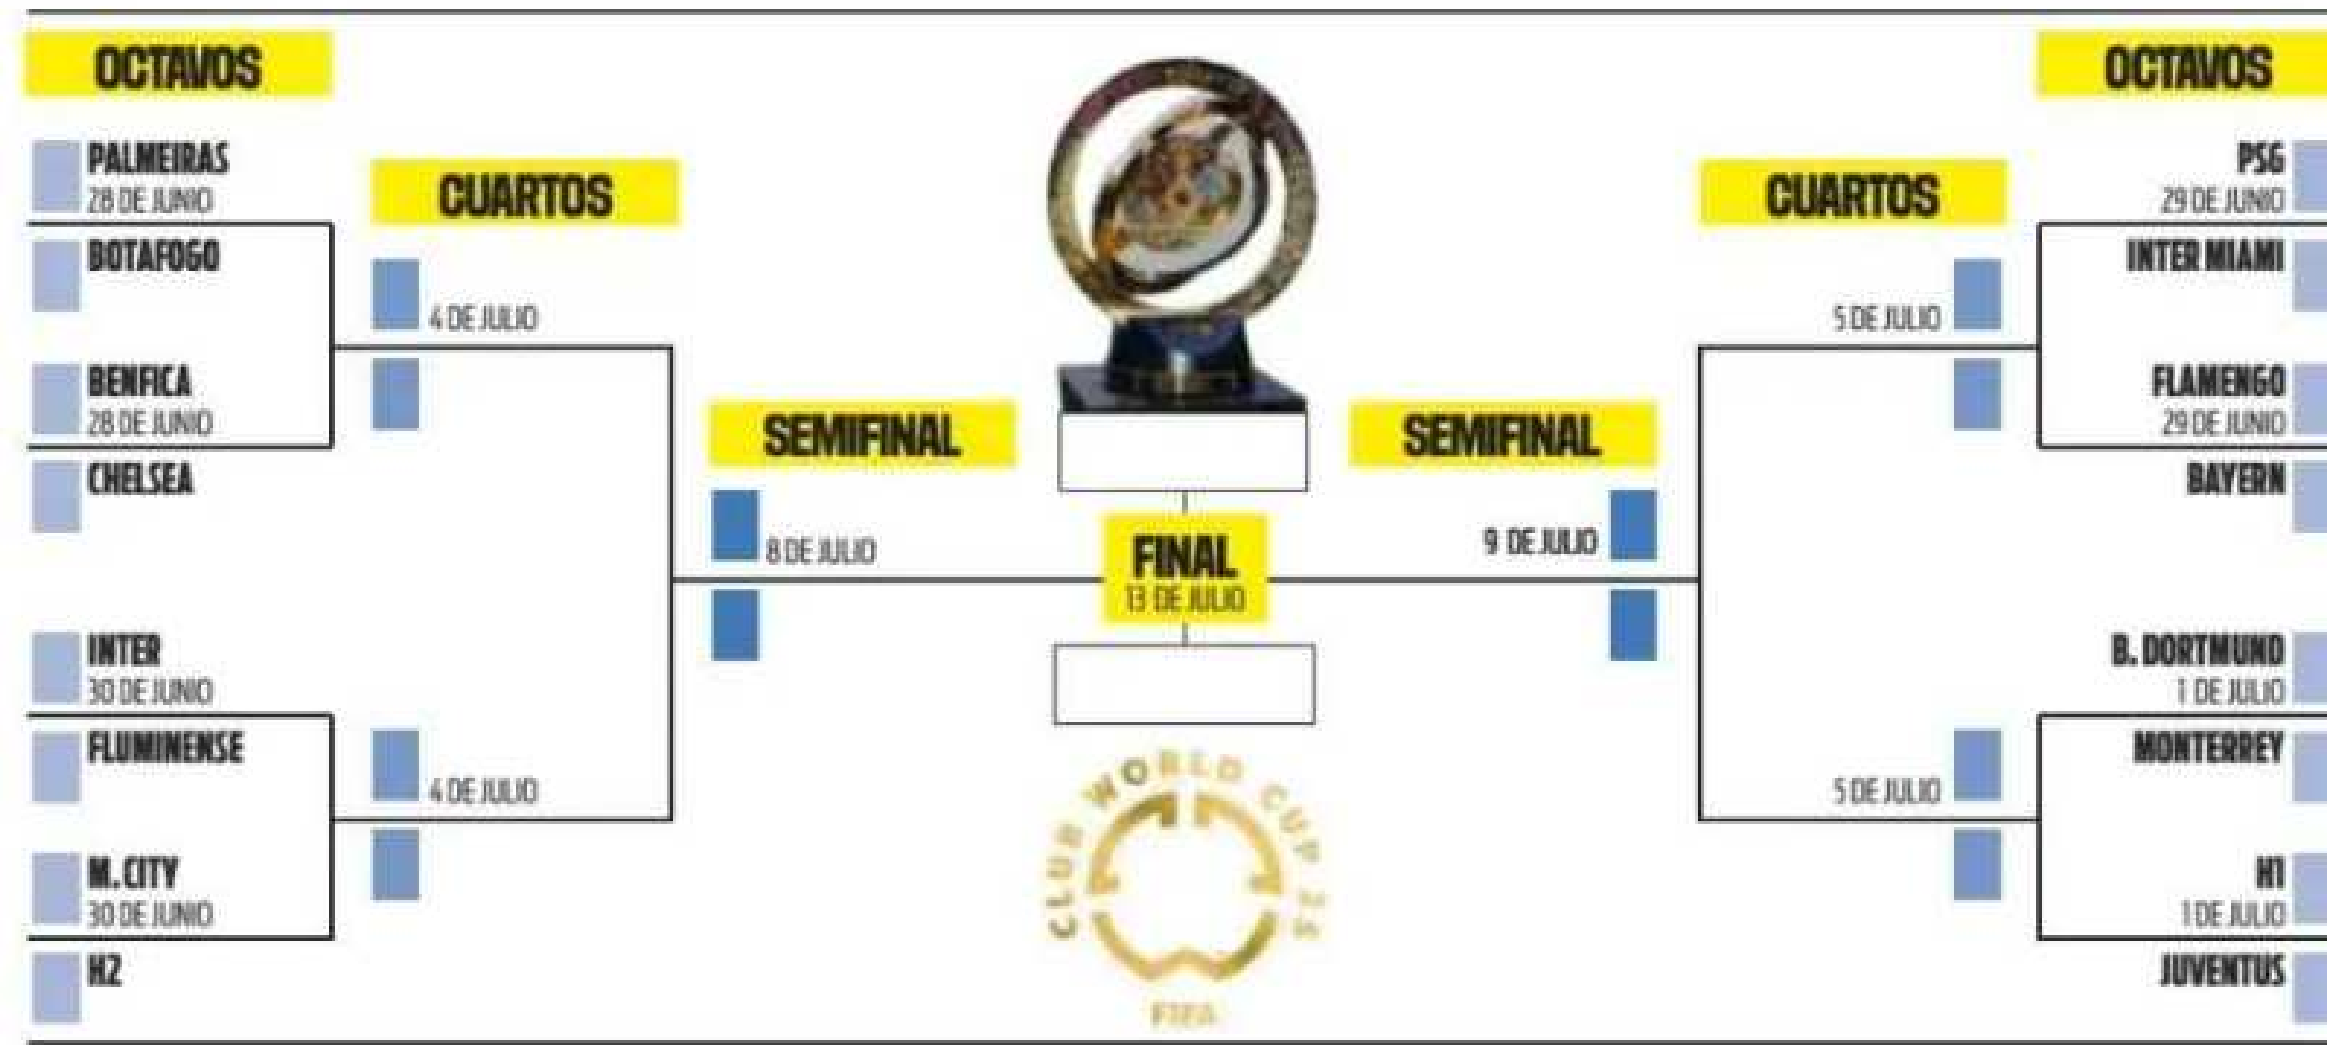 OCTAVOS
PALMEIRAS
28 DE JUNIO
BOTAFOGO
BENFICA
28 DE JUNIO
CHELSEA
INTER
30 DE JUNIO
FLUMINENSE
M. CITY
30 DE JUNIO
H2
CUARTOS
4 DE JULIO
4 DE JULIO
SEMIFINAL
8 DE JULIO
FINAL
13 DE JULIO
CLUB WORLD CUP
FIFA
SEMIFINAL
9 DE JULIO
CUARTOS
5 DE JULIO
5 DE JULIO
OCTAVOS
PSG
29 DE JUNIO
INTER MIAMI
FLAMENGO
29 DE JUNIO
BAYERN
B. DORTMUND
1 DE JULIO
MONTERREY
H1
1 DE JULIO
JUVENTUS